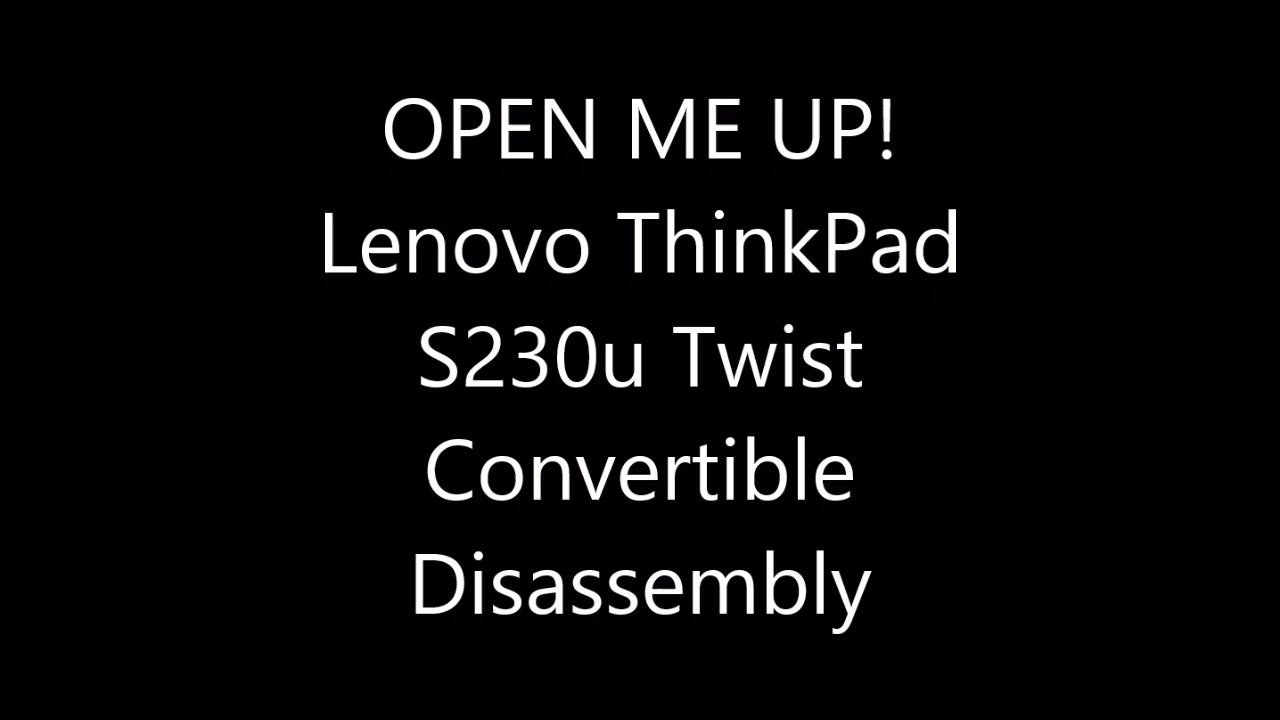 OPEN ME UP!
Lenovo ThinkPad
S230u Twist
Convertible
Disassembly